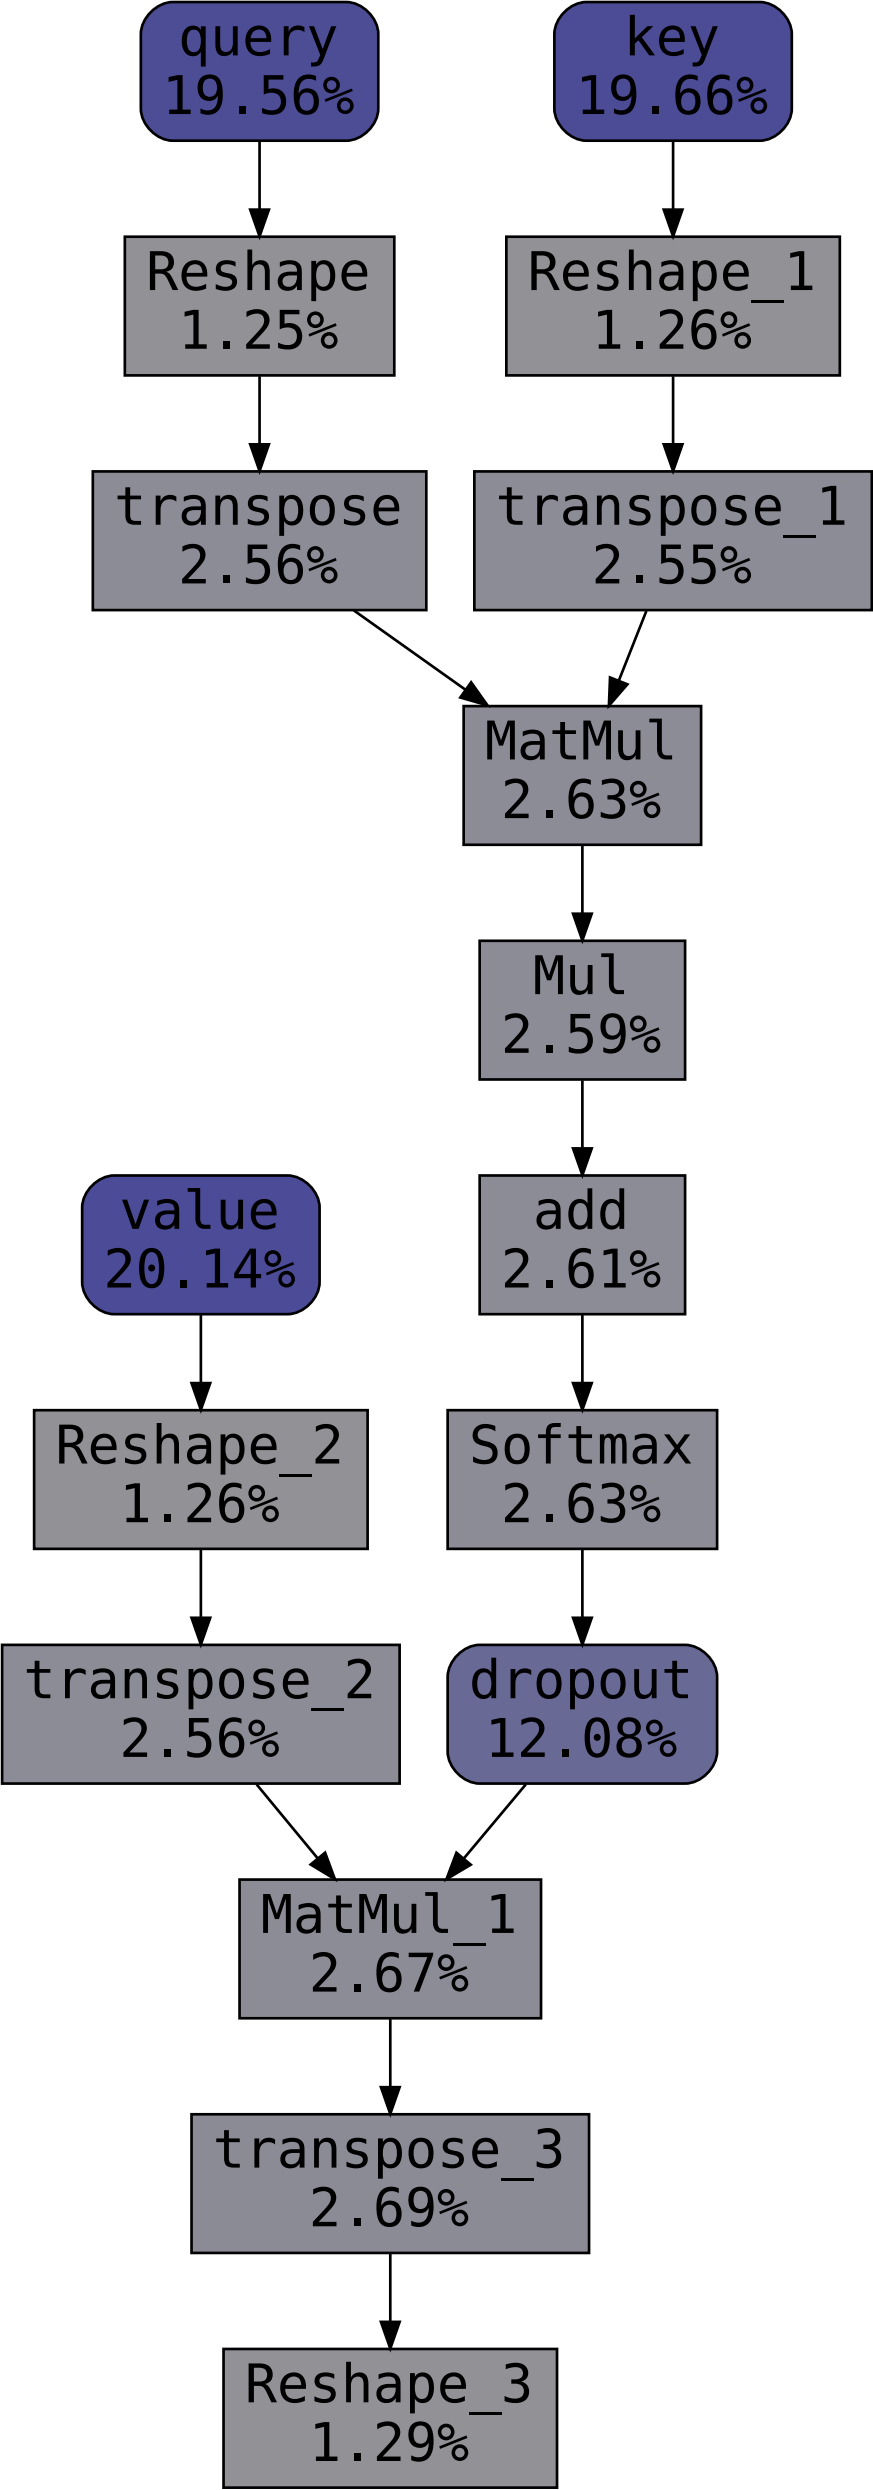 query
19.56%
key
19.66%
Reshape
1.25%
Reshape_1
1.26%
transpose
2.56%
transpose_1
2.55%
MatMul
2.63%
Mul
2.59%
add
2.61%
value
20.14%
Softmax
2.63%
Reshape_2
1.26%
dropout
12.08%
transpose_2
2.56%
MatMul_1
2.67%
transpose_3
2.69%
Reshape_3
1.29%